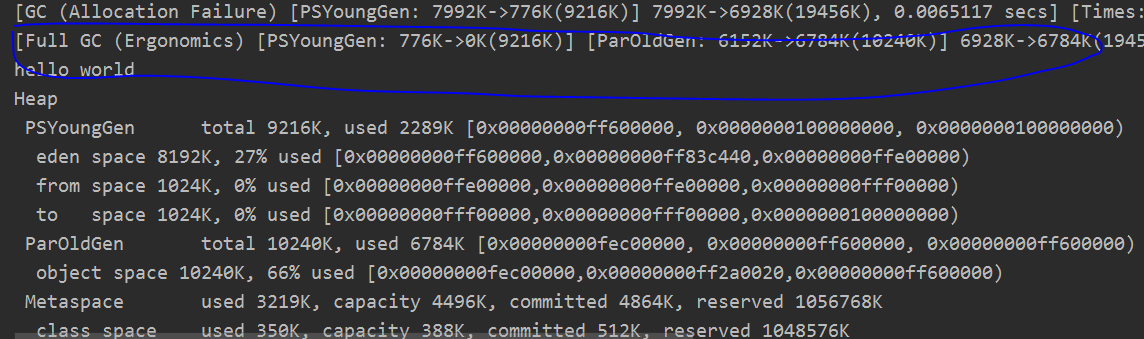 [GC (Allocation Failure) [PSYoungGen: 7992K->776K(9216K)] 7992K->6928K(19456K), 0.0065117 secs] [Times:
[Full GC (Ergonomics) [PSYoungGen: 776K->0K(9216K)] [ParOldGen: 6152K->6784K(10240K)] 6928K->6784K(1945
hello world
Heap
PSYoungGen total 9216K, used 2289K [0x00000000ff600000, 0x0000000100000000, 0x0000000100000000)
eden space 8192K, 27% used [0x00000000ff600000,0x00000000ff83c440,0x00000000ffe00000)
from space 1024K, 0% used [0x00000000ffe00000,0x00000000ffe00000,0x00000000fff00000)
to space 1024K, 0% used [0x00000000fff00000,0x00000000fff00000,0x0000000100000000)
ParOldGen total 10240K, used 6784K [0x00000000fec00000, 0x00000000ff600000, 0x00000000ff600000)
object space 10240K, 66% used [0x00000000fec00000,0x00000000ff2a0020,0x00000000ff600000)
Metaspace used 3219K, capacity 4496K, committed 4864K, reserved 1056768K
class space used 350K, capacity 388K, committed 512K, reserved 1048576K